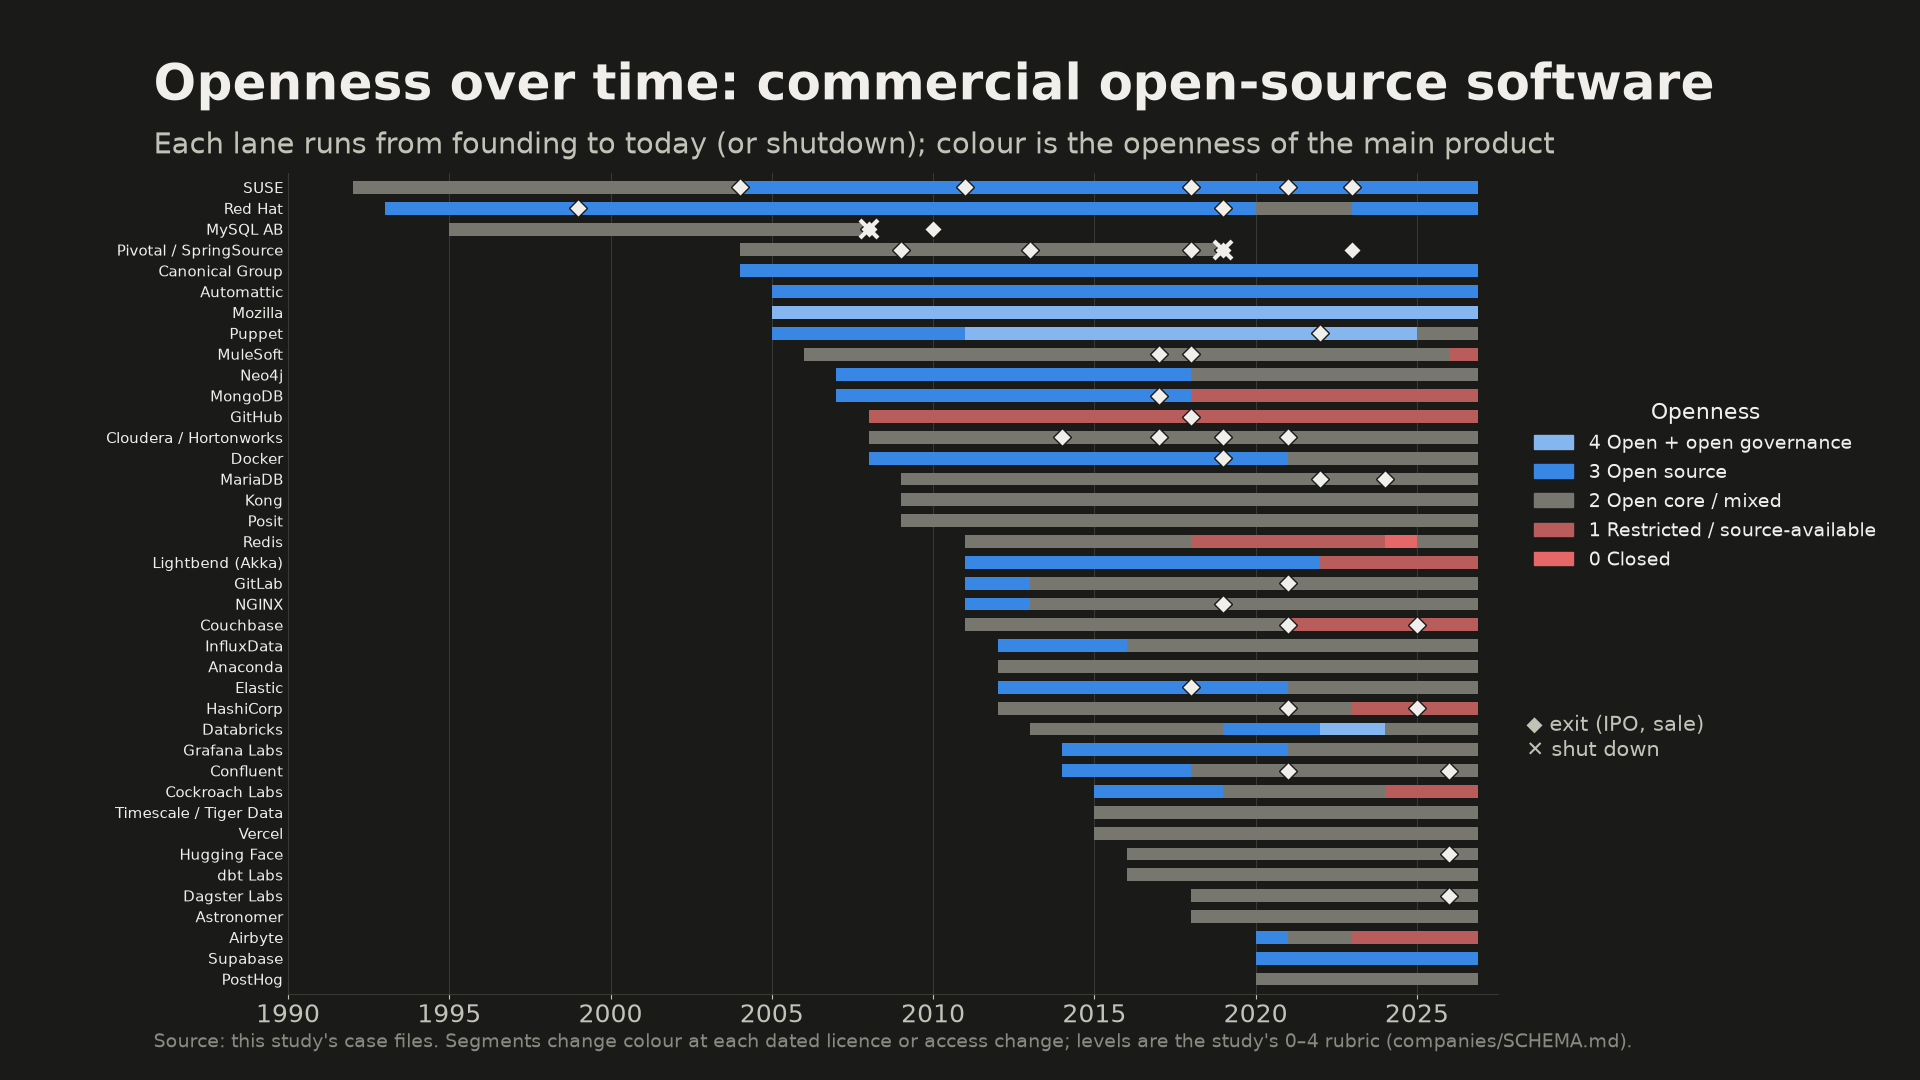 Openness over time: commercial open-source software
Each lane runs from founding to today (or shutdown); colour is the openness of the main product
SUSE
Red Hat
MySQL AB
Pivotal / SpringSource
Canonical Group
Automattic
Mozilla
Puppet
MuleSoft
Neo4j
MongoDB
GitHub
Cloudera / Hortonworks
Docker
MariaDB
Kong
Posit
Redis
Lightbend (Akka)
GitLab
NGINX
Couchbase
InfluxData
Anaconda
Elastic
HashiCorp
Databricks
Grafana Labs
Confluent
Cockroach Labs
Timescale / Tiger Data
Vercel
Hugging Face
dbt Labs
Dagster Labs
Astronomer
Airbyte
Supabase
PostHog
1990 1995 2000 2005 2010 2015 2020 2025
Openness
4 Open + open governance
3 Open source
2 Open core / mixed
1 Restricted / source-available
0 Closed
◆ exit (IPO, sale)
✕ shut down
Source: this study's case files. Segments change colour at each dated licence or access change; levels are the study's 0–4 rubric (companies/SCHEMA.md).